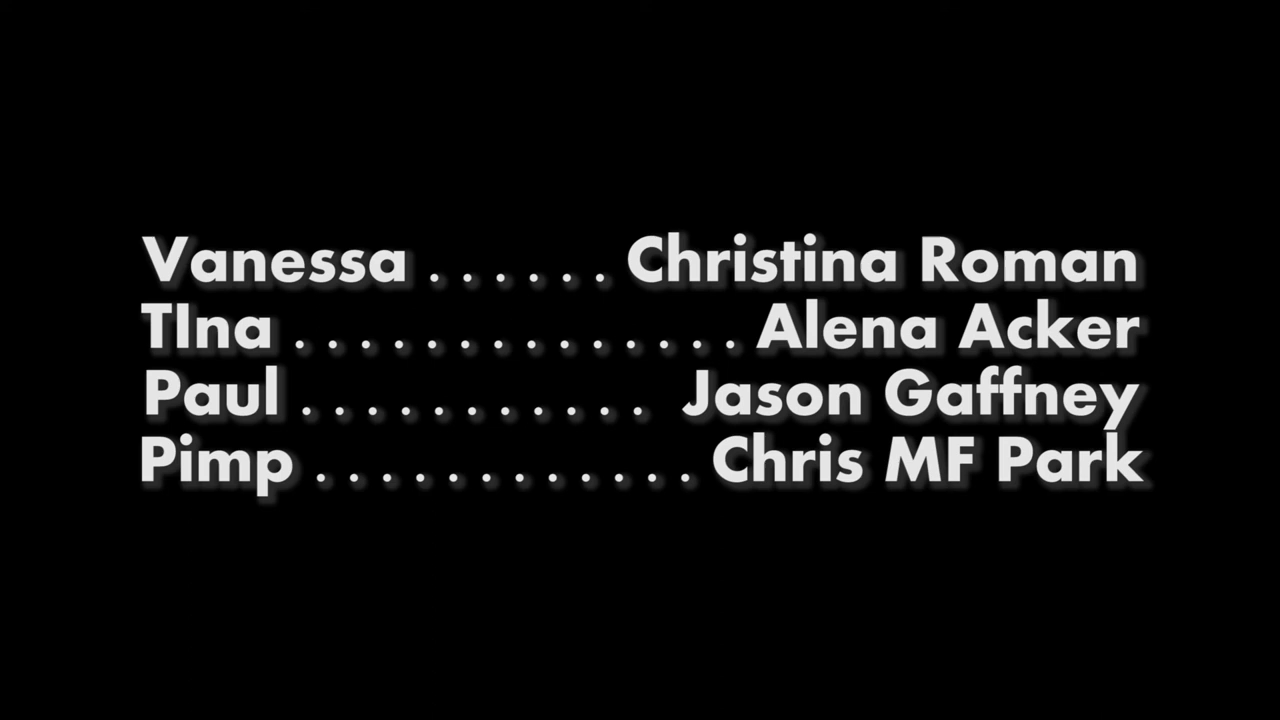 Vanessa . . . . . . Christina Roman
TIna . . . . . . . . . . . . . . Alena Acker
Paul . . . . . . . . . . . Jason Gaffney
Pimp . . . . . . . . . . . . Chris MF Park